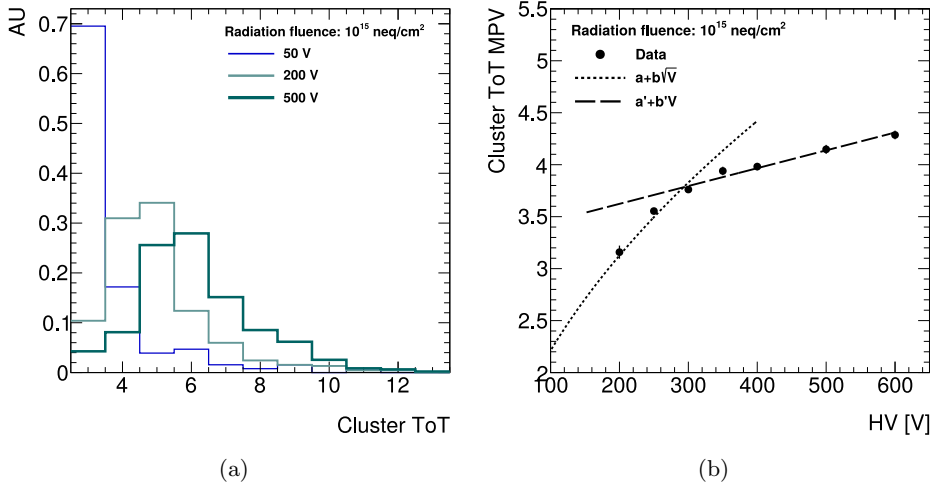 AU
0.7
0.6
0.5
0.4
0.3
0.2
0.1
0
4 6 8 10 12
Cluster ToT
Radiation fluence: 10¹⁵ neq/cm²
50 V
200 V
500 V
(a)
Cluster ToT MPV
5.5
5
4.5
4
3.5
3
2.5
2
100 200 300 400 500 600
HV [V]
Radiation fluence: 10¹⁵ neq/cm²
Data
a+b√V
a'+b'V
(b)